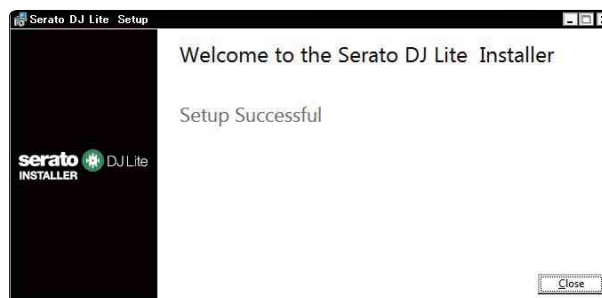 Serato DJ Lite Setup
Welcome to the Serato DJ Lite Installer
Setup Successful
serato DJ Lite
INSTALLER
Close